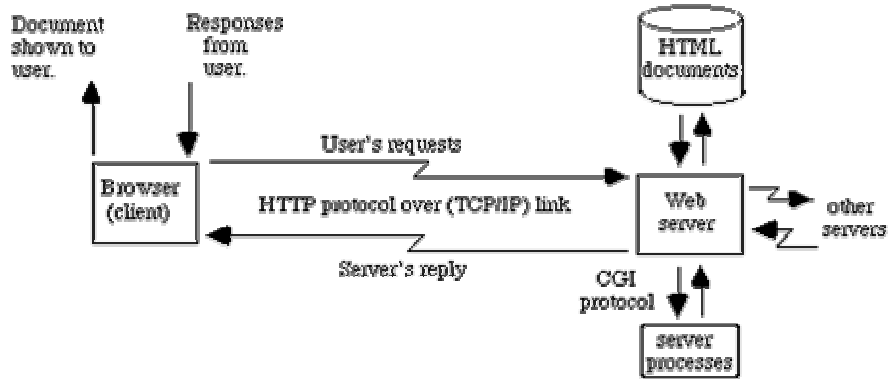 Document
shown to
user.
Responses
from
user.
HTML
documents
User's requests
Browser
(client)
HTTP protocol over (TCP/IP) link
Web
server
other
servers
Server's reply
CGI
protocol
server
processes